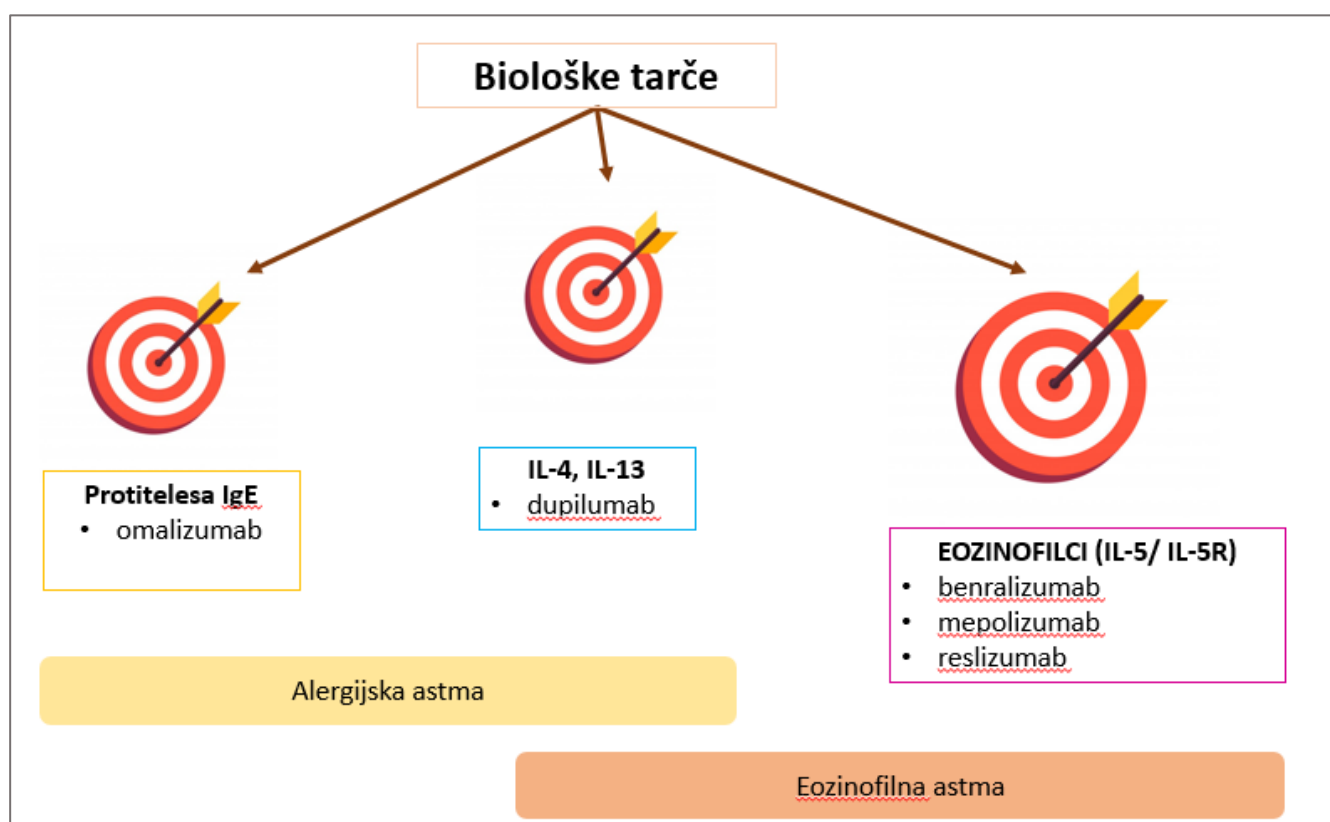 Biološke tarče
Protitelesa IgE
• omalizumab
IL-4, IL-13
• dupilumab
EOZINOFILCI (IL-5/ IL-5R)
• benralizumab
• mepolizumab
• reslizumab
Alergijska astma
Eozinofilna astma